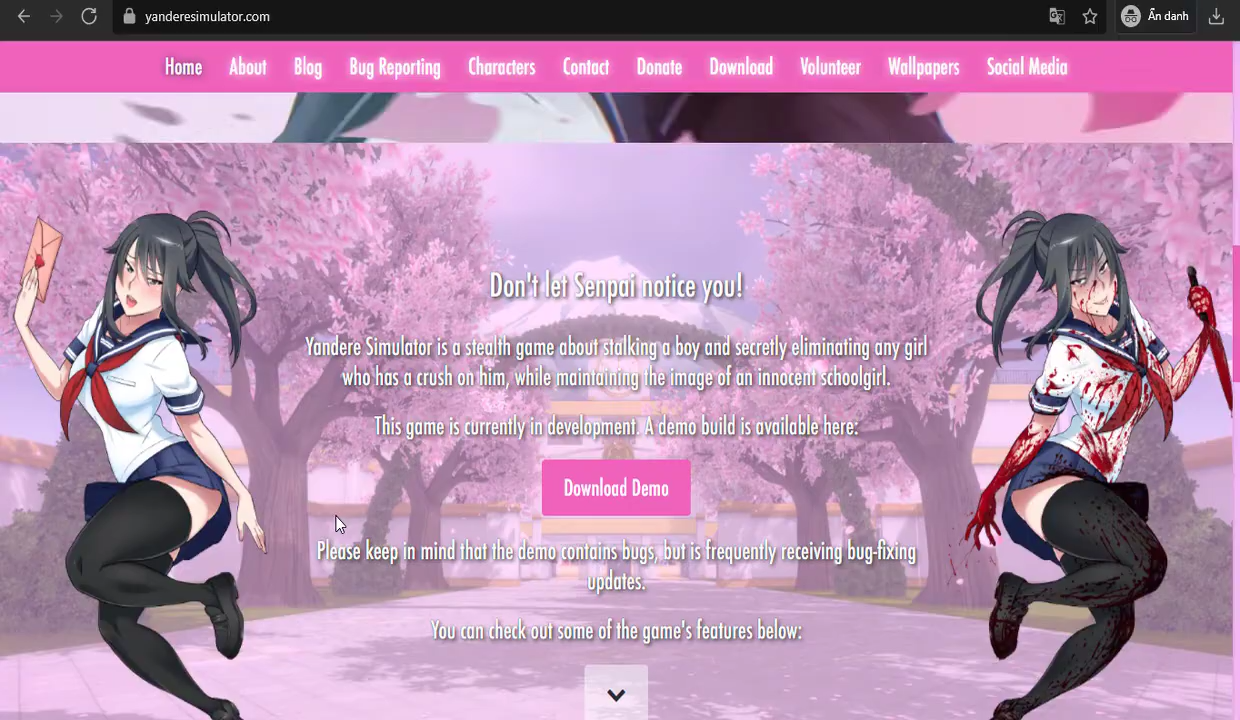 yanderesimulator.com
Ẩn danh
Home About Blog Bug Reporting Characters Contact Donate Download Volunteer Wallpapers Social Media
Don't let Senpai notice you!
Yandere Simulator is a stealth game about stalking a boy and secretly eliminating any girl
who has a crush on him, while maintaining the image of an innocent schoolgirl.
This game is currently in development. A demo build is available here:
Download Demo
Please keep in mind that the demo contains bugs, but is frequently receiving bug-fixing
updates.
You can check out some of the game's features below: